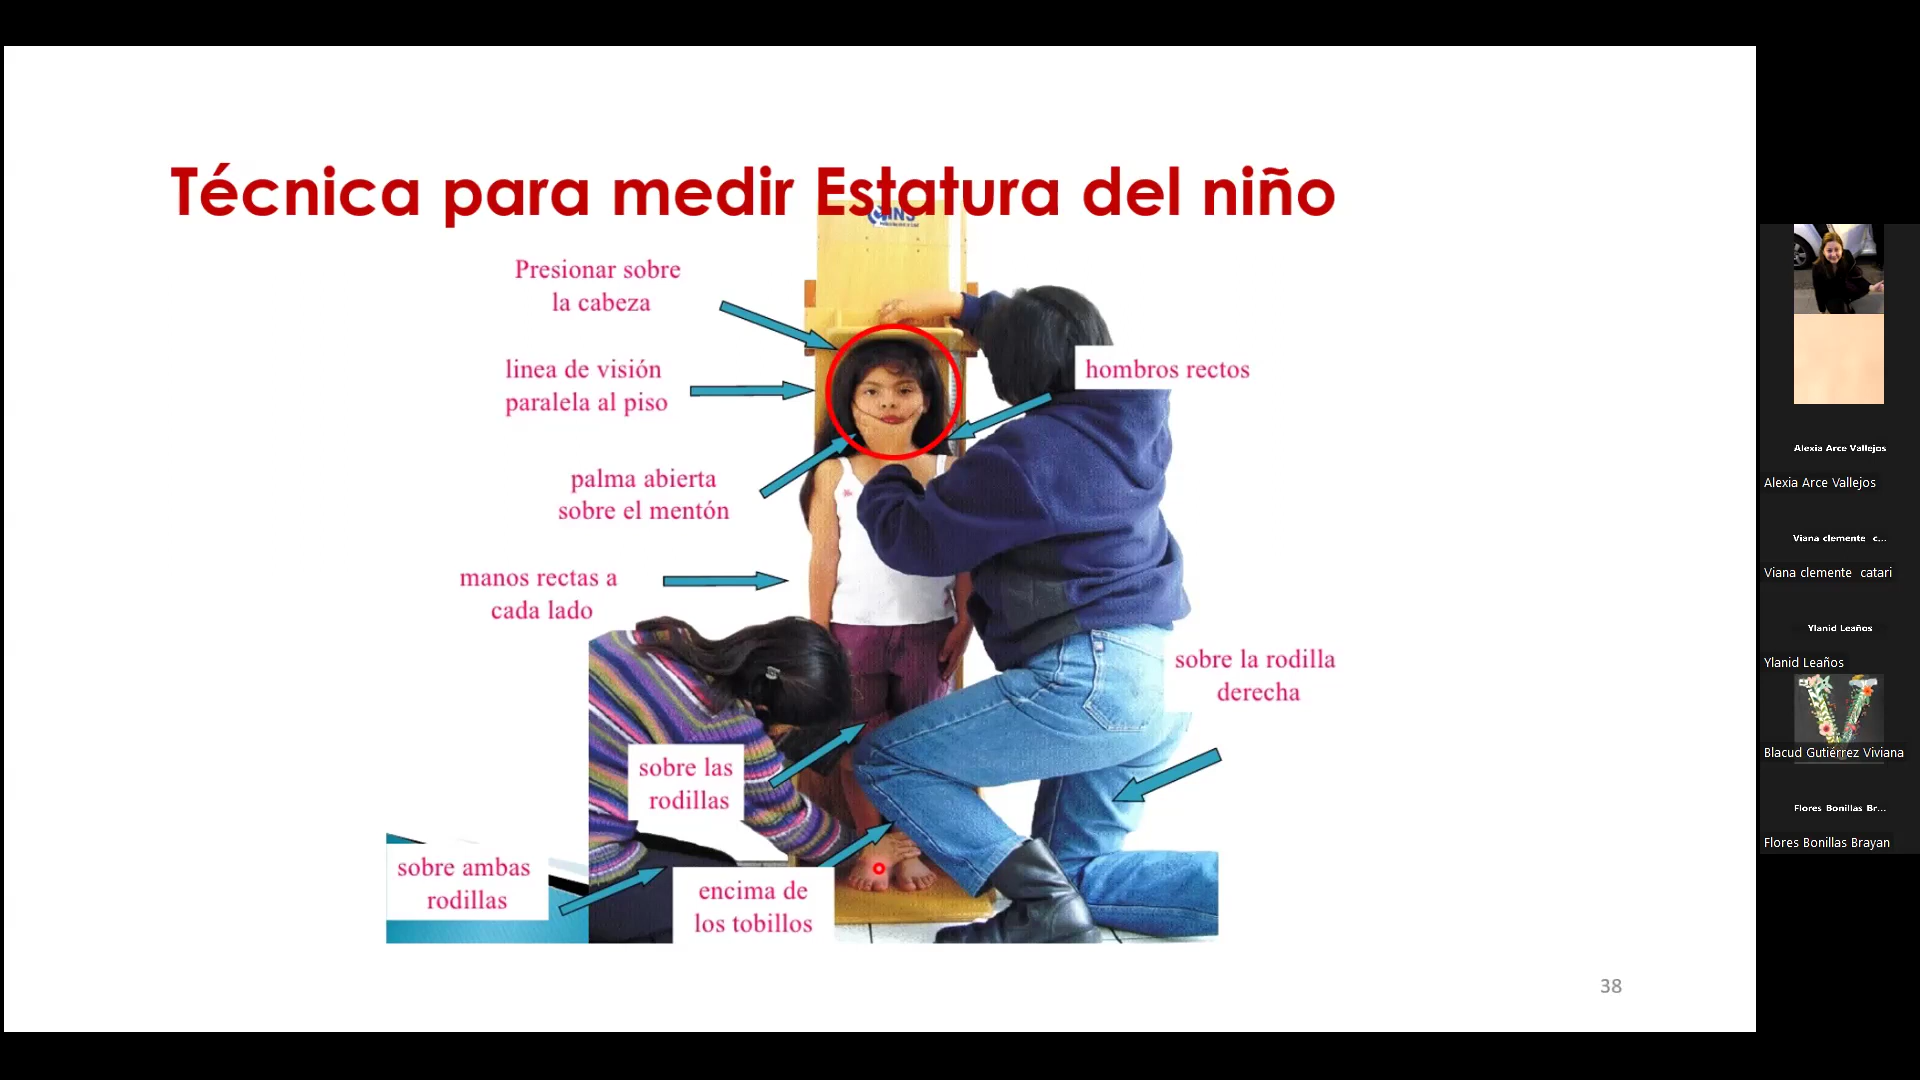 Técnica para medir Estatura del niño
INS
Presionar sobre
la cabeza
linea de visión
paralela al piso
hombros rectos
palma abierta
sobre el mentón
manos rectas a
cada lado
sobre la rodilla
derecha
sobre las
rodillas
sobre ambas
rodillas
encima de
los tobillos
38
Alexia Arce Vallejos
Alexia Arce Vallejos
Viana clemente c...
Viana clemente catari
Ylanid Leaños
Ylanid Leaños
V
Blacud Gutiérrez Viviana
Flores Bonillas Br...
Flores Bonillas Brayan